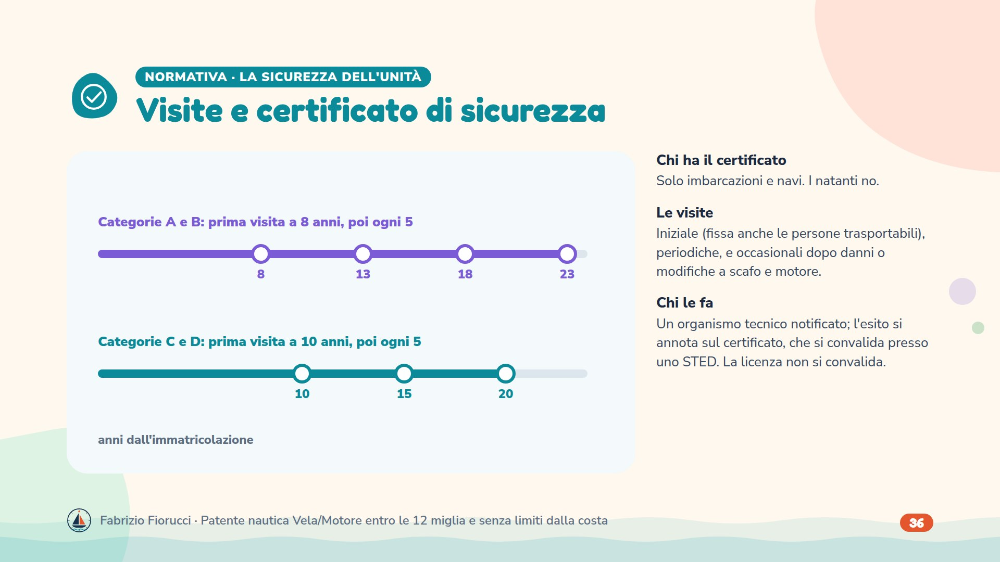 NORMATIVA · LA SICUREZZA DELL'UNITÀ
Visite e certificato di sicurezza
Categorie A e B: prima visita a 8 anni, poi ogni 5
8
13
18
23
Categorie C e D: prima visita a 10 anni, poi ogni 5
10
15
20
anni dall'immatricolazione
Chi ha il certificato
Solo imbarcazioni e navi. I natanti no.
Le visite
Iniziale (fissa anche le persone trasportabili),
periodiche, e occasionali dopo danni o
modifiche a scafo e motore.
Chi le fa
Un organismo tecnico notificato; l'esito si
annota sul certificato, che si convalida presso
uno STED. La licenza non si convalida.
Fabrizio Fiorucci · Patente nautica Vela/Motore entro le 12 miglia e senza limiti dalla costa
36